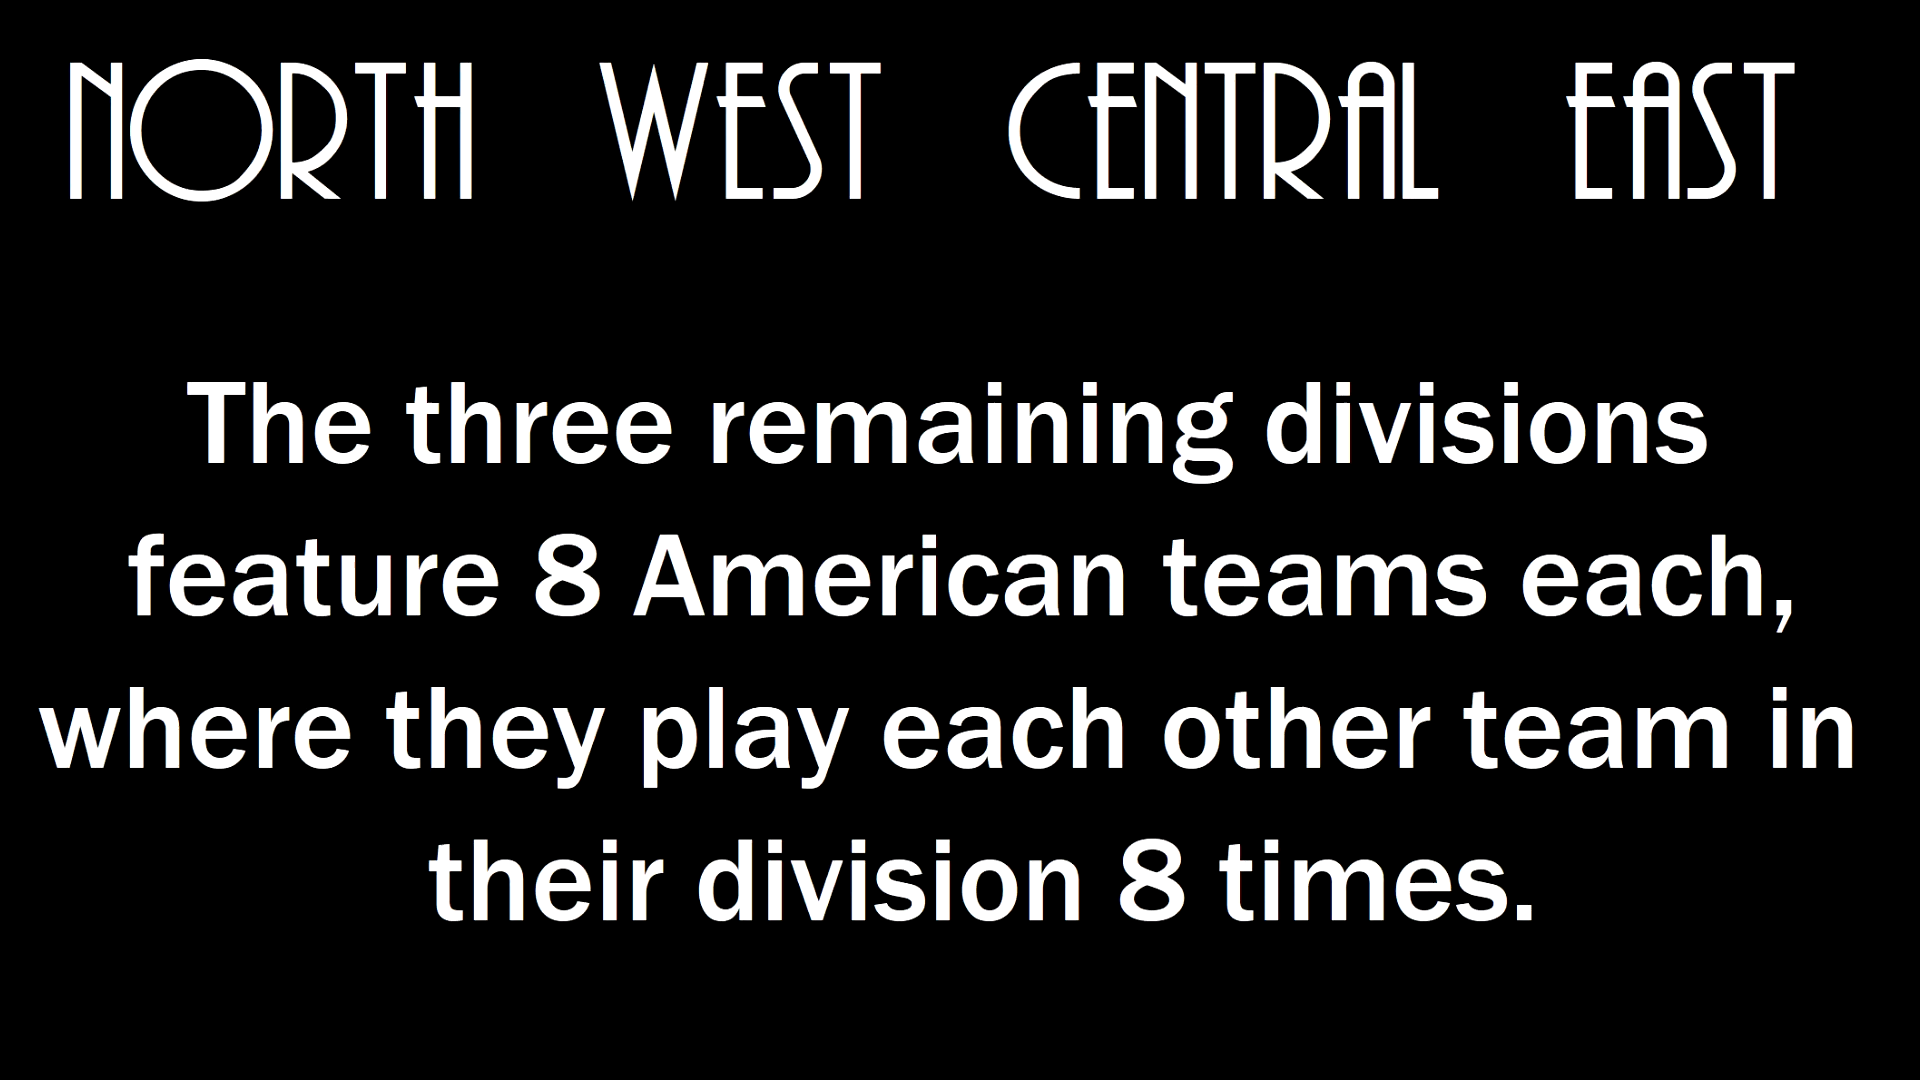 NORTH WEST CENTRAL EAST
The three remaining divisions
feature 8 American teams each,
where they play each other team in
their division 8 times.